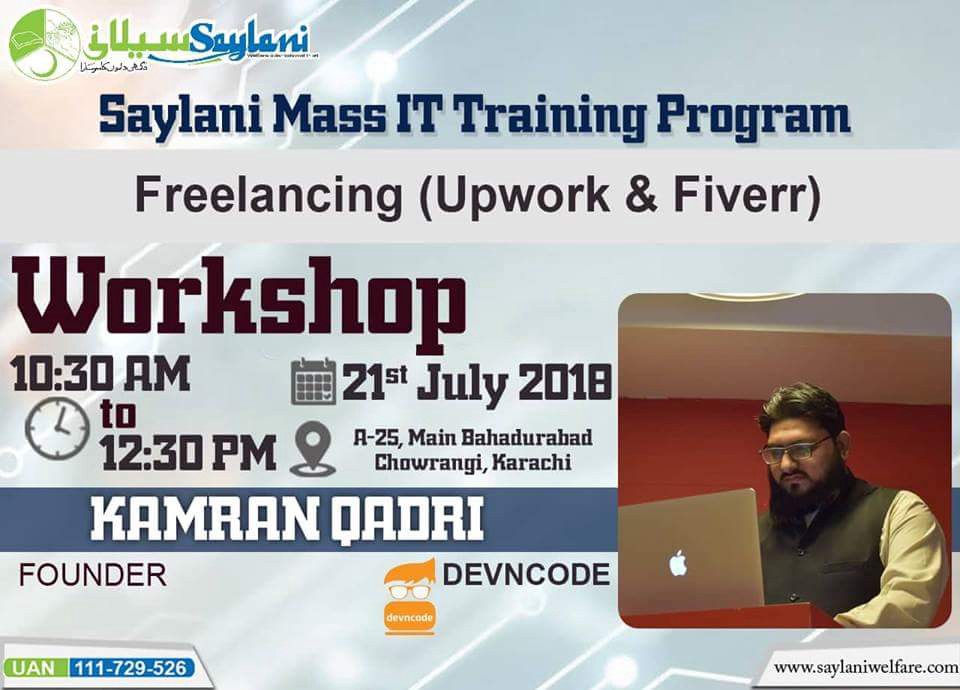 سیلانی Saylani
Saylani Mass IT Training Program
Freelancing (Upwork & Fiverr)
Workshop
10:30 AM
to
12:30 PM
21st July 2018
A-25, Main Bahadurabad
Chowrangi, Karachi
KAMRAN QADRI
FOUNDER
devncode
DEVNCODE
UAN 111-729-526
www.saylaniwelfare.com